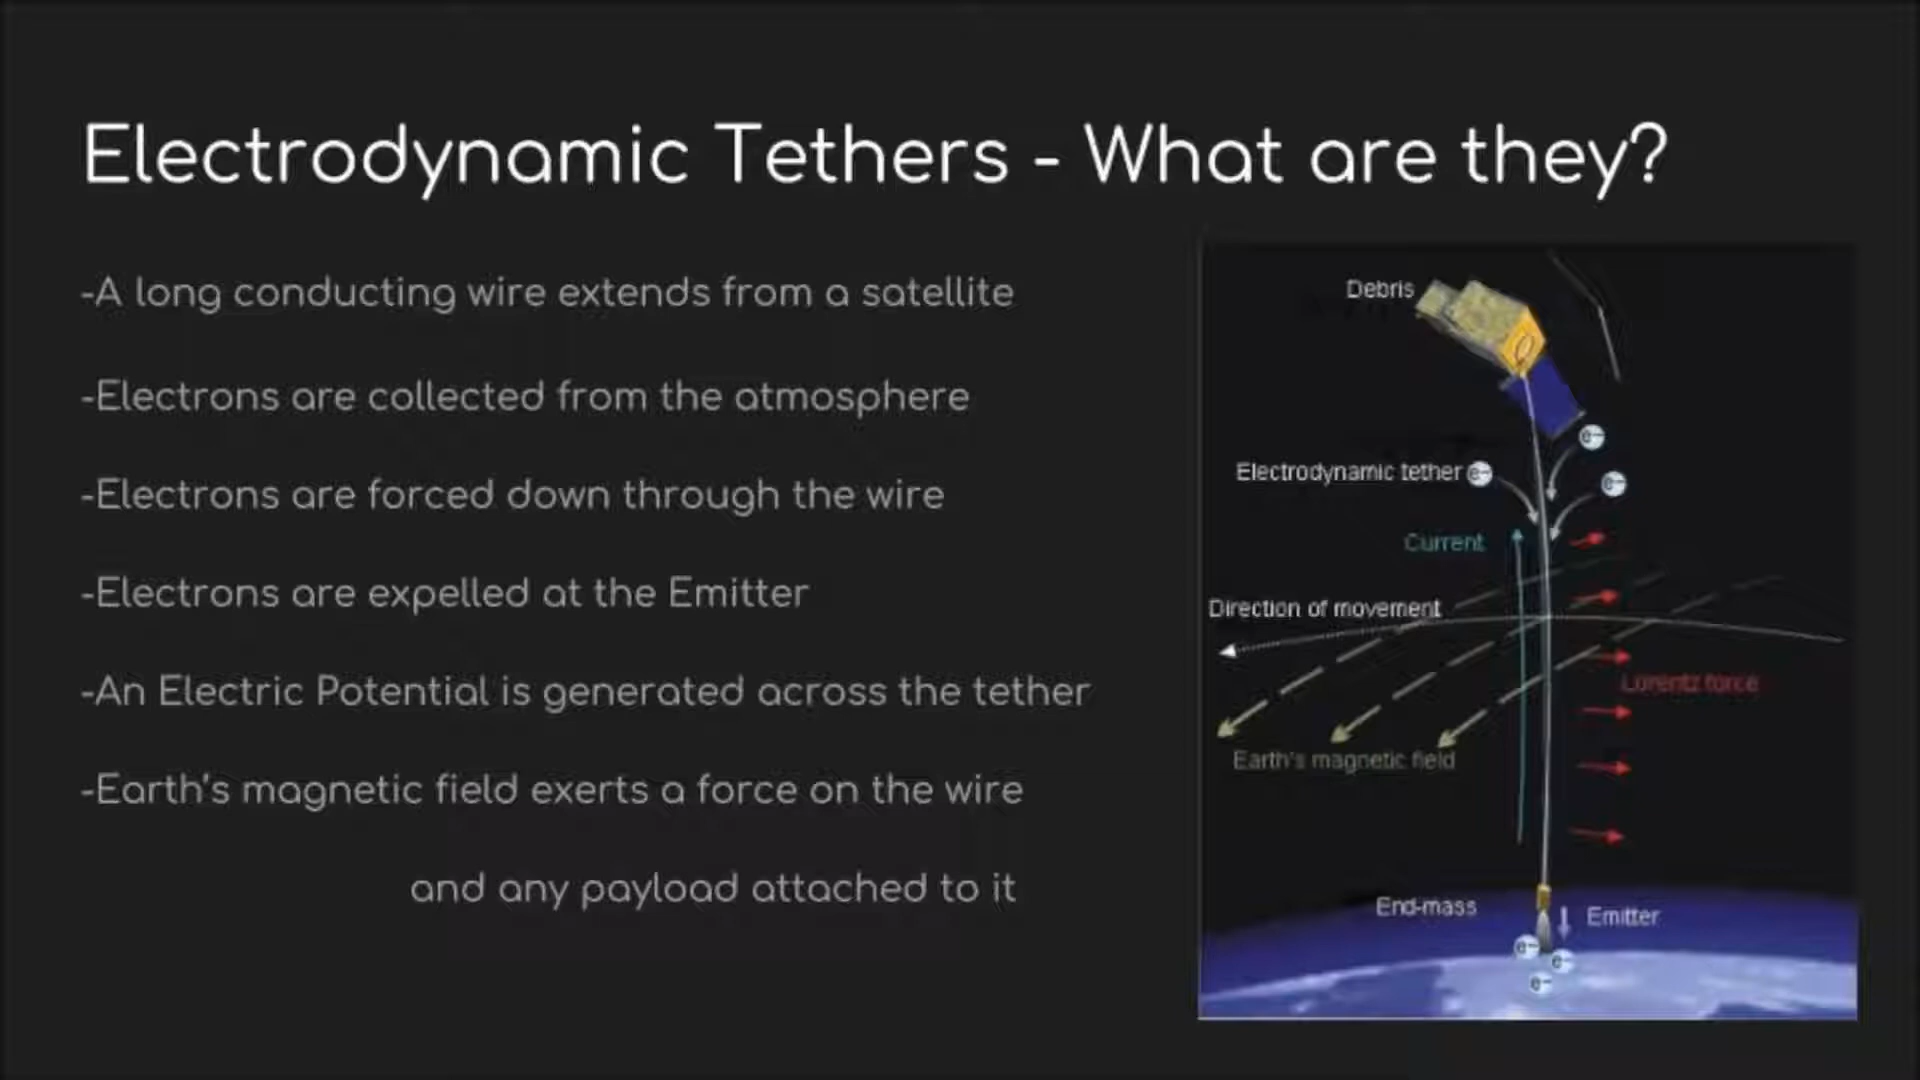 Electrodynamic Tethers - What are they?
-A long conducting wire extends from a satellite
-Electrons are collected from the atmosphere
-Electrons are forced down through the wire
-Electrons are expelled at the Emitter
-An Electric Potential is generated across the tether
-Earth's magnetic field exerts a force on the wire
and any payload attached to it
Debris
e-
Electrodynamic tether e-
e-
Current
Direction of movement
Lorentz force
Earth's magnetic field
End-mass
Emitter
e-
e-
e-